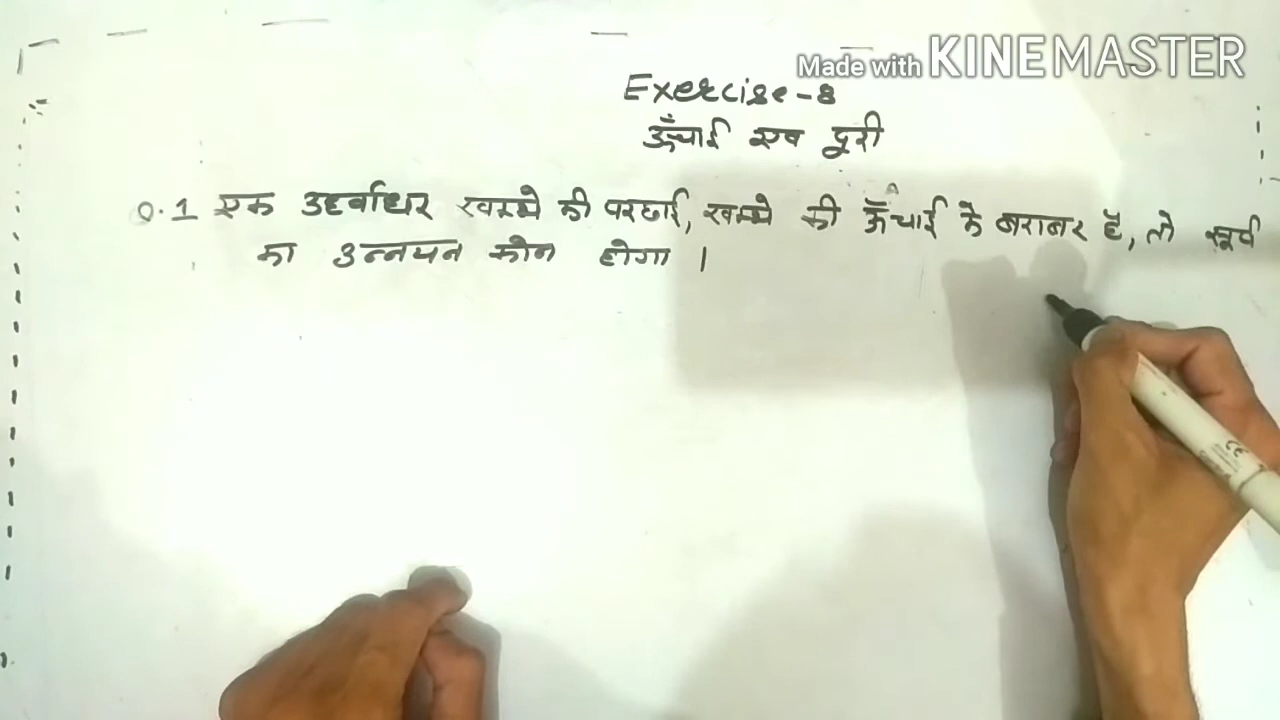 Made with KINEMASTER
Exercise-8
ऊँचाई एवं दूरी
Q.1 एक उर्ध्वाधर खम्भे की परछाई, खम्भे की ऊँचाई के बराबर है, तो सूर्य
का उन्नयन कोन होगा ।